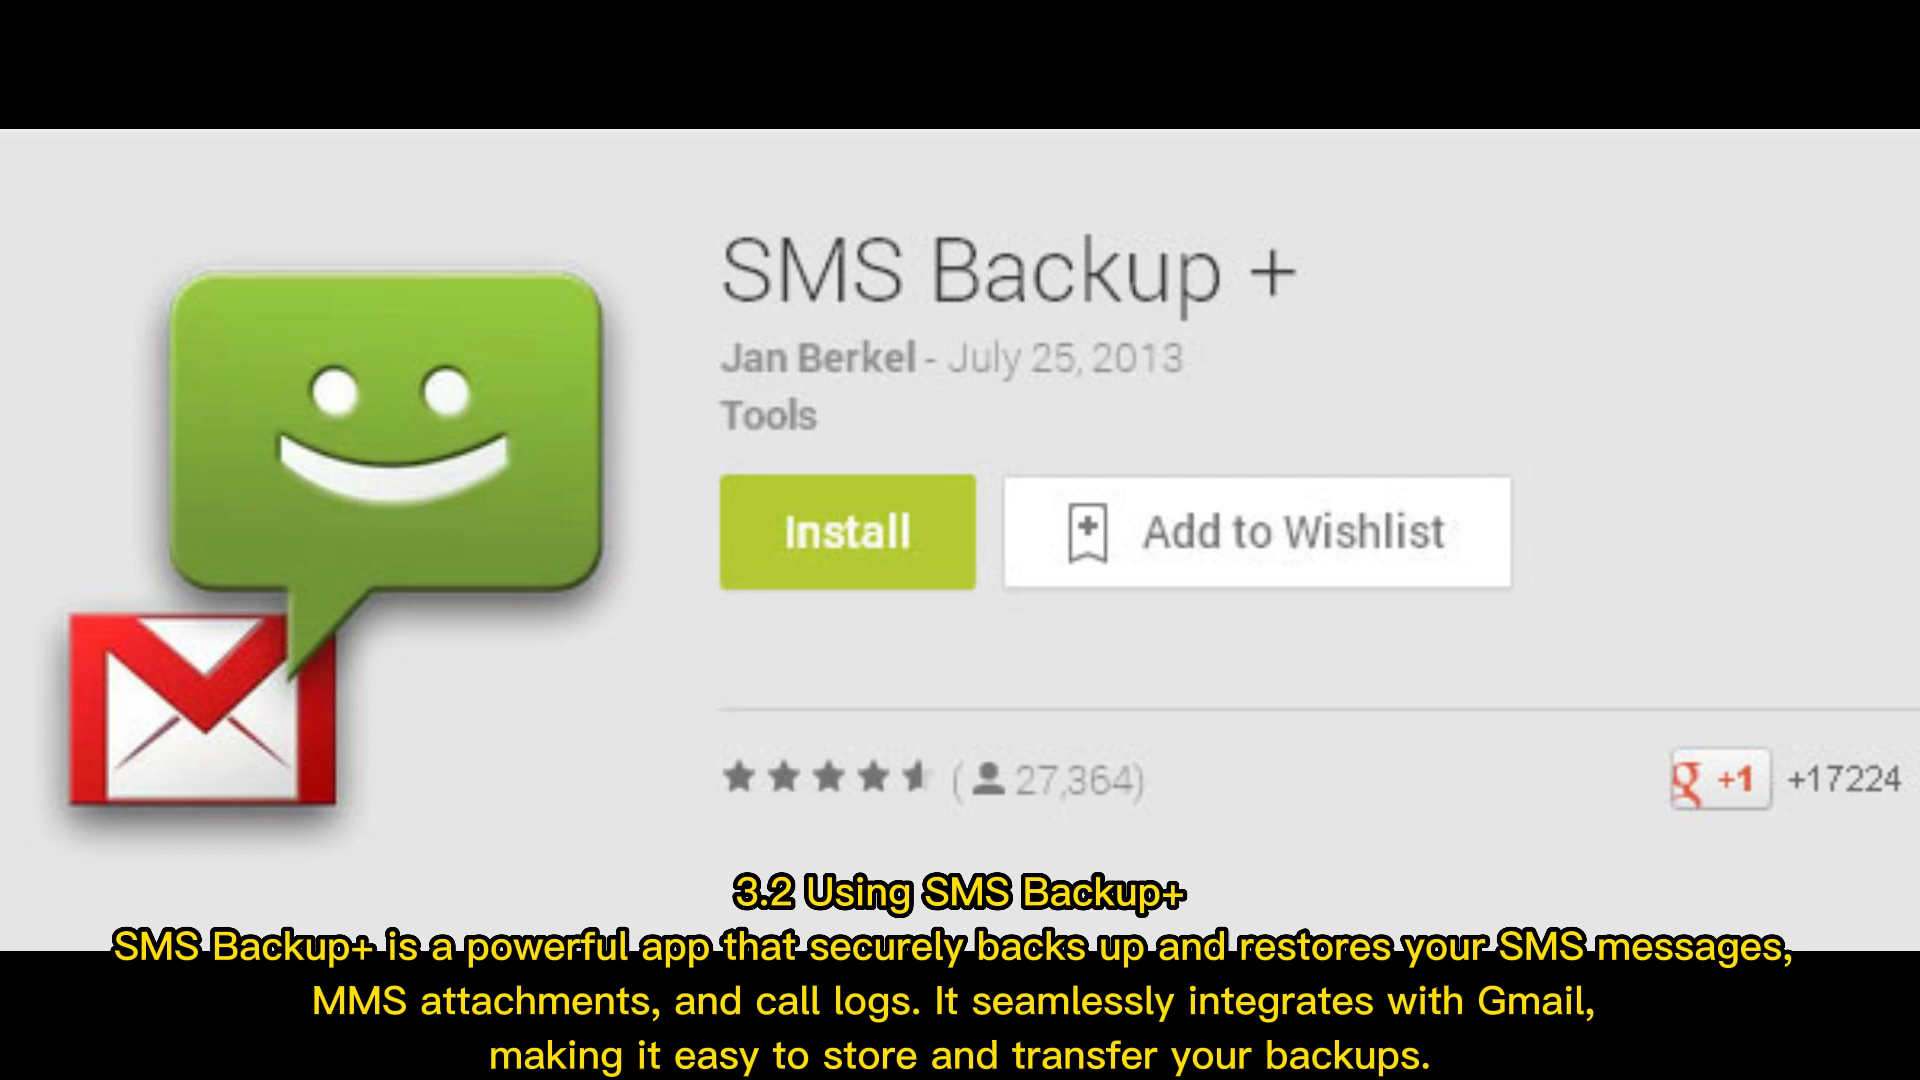 SMS Backup +
Jan Berkel - July 25, 2013
Tools
Install
Add to Wishlist
(27,364)
g +1 +17224
3.2 Using SMS Backup+
SMS Backup+ is a powerful app that securely backs up and restores your SMS messages,
MMS attachments, and call logs. It seamlessly integrates with Gmail,
making it easy to store and transfer your backups.